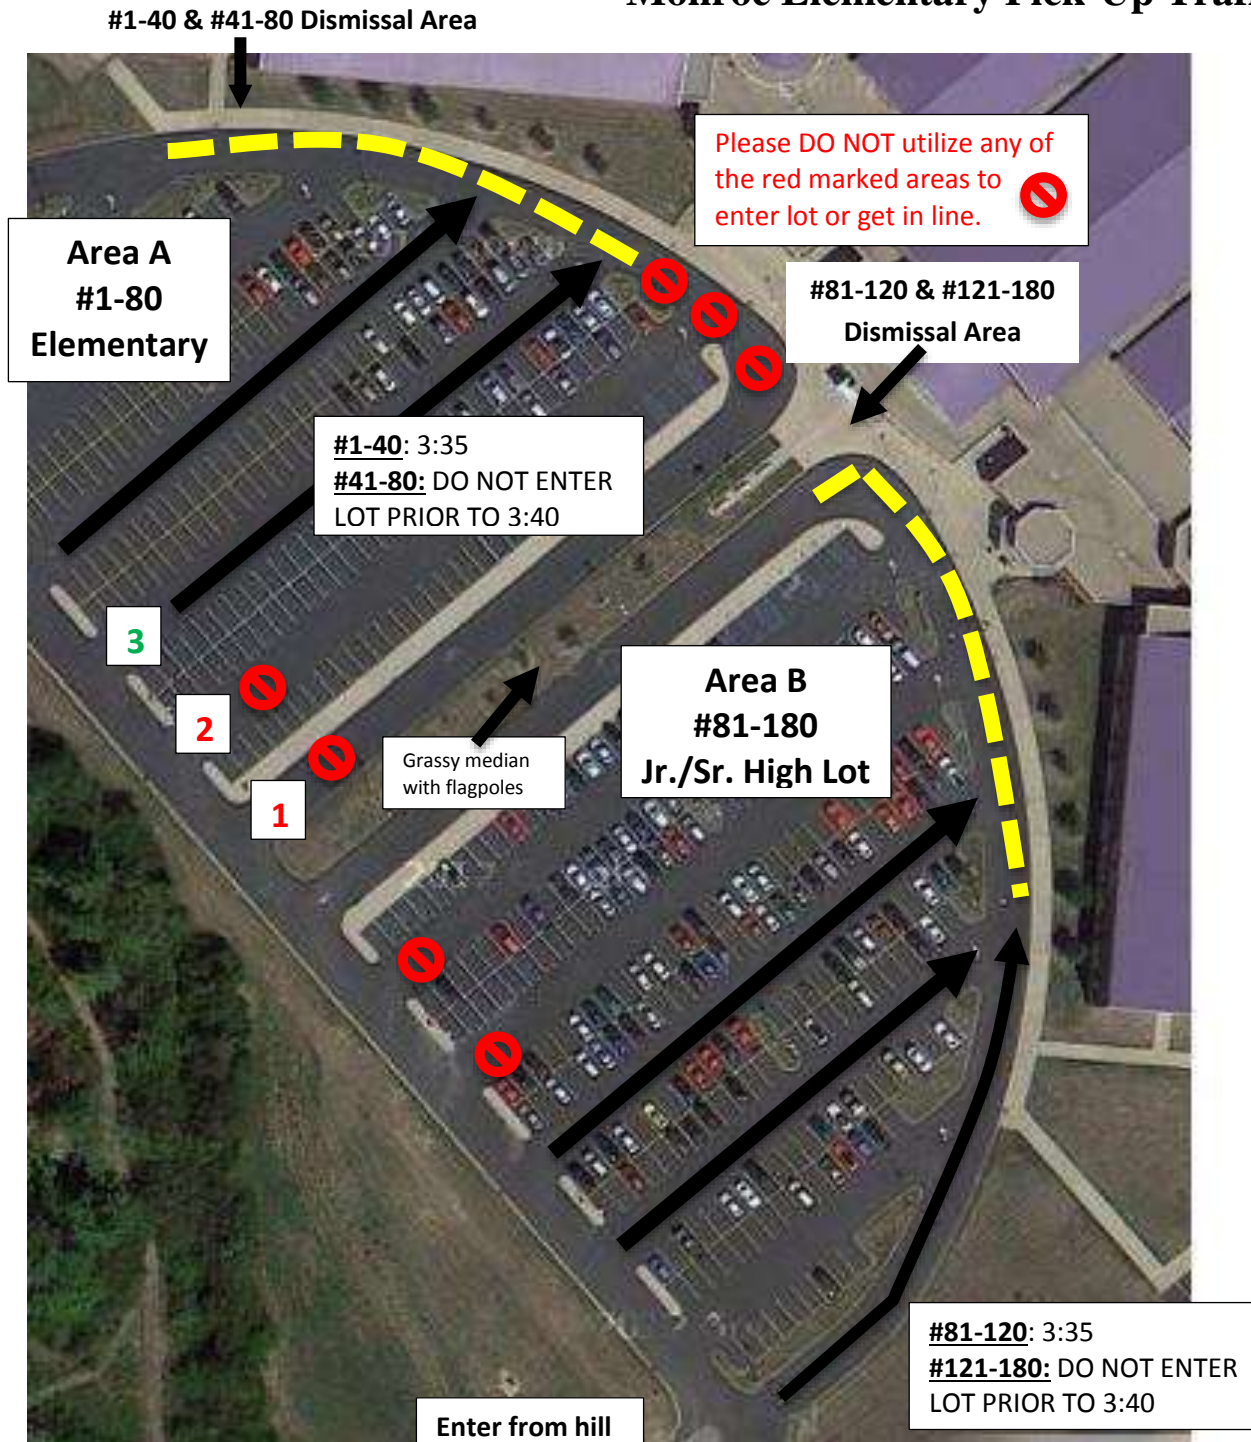 Monroe Elementary Pick-Up
#1-40 & #41-80 Dismissal Area
Please DO NOT utilize any of
the red marked areas to
enter lot or get in line.
Area A
#1-80
Elementary
#81-120 & #121-180
Dismissal Area
#1-40: 3:35
#41-80: DO NOT ENTER
LOT PRIOR TO 3:40
3
2
1
Grassy median
with flagpoles
Area B
#81-180
Jr./Sr. High Lot
#81-120: 3:35
#121-180: DO NOT ENTER
LOT PRIOR TO 3:40
Enter from hill